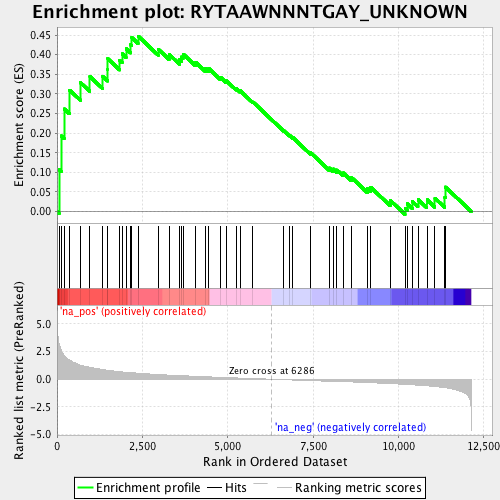 Enrichment plot: RYTAAWNNNTGAY_UNKNOWN
Enrichment score (ES)
0.45
0.40
0.35
0.30
0.25
0.20
0.15
0.10
0.05
0.00
'na_pos' (positively correlated)
Ranked list metric (PreRanked)
5.0
2.5
0.0
-2.5
-5.0
Zero cross at 6286
'na_neg' (negatively correlated)
0
2,500
5,000
7,500
10,000
12,500
Rank in Ordered Dataset
Enrichment profile
Hits
Ranking metric scores